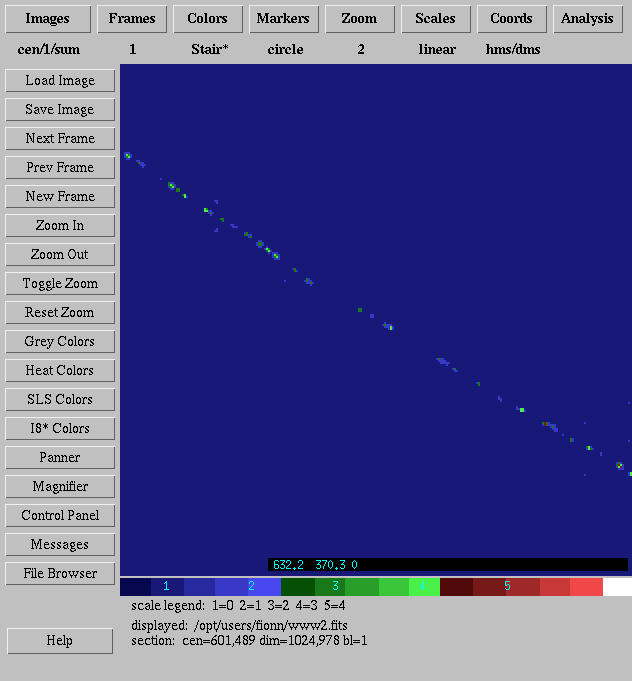 Images Frames Colors Markers Zoom Scales Coords Analysis
cen/1/sum 1 Stair* circle 2 linear hms/dms
Load Image
Save Image
Next Frame
Prev Frame
New Frame
Zoom In
Zoom Out
Toggle Zoom
Reset Zoom
Grey Colors
Heat Colors
SLS Colors
I8* Colors
Panner
Magnifier
Control Panel
Messages
File Browser
632.2 370.3 0
1 2 3 4 5
scale legend: 1=0 2=1 3=2 4=3 5=4
displayed: /opt/users/fionn/www2.fits
section: cen=601,489 dim=1024,978 bl=1
Help